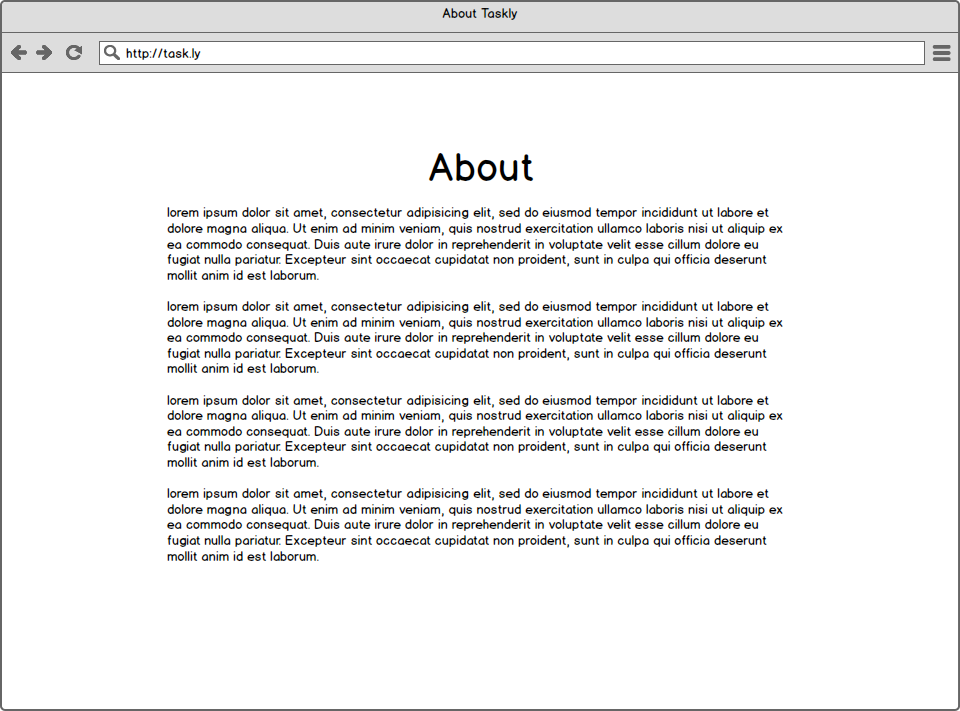 About Taskly
http://task.ly
About
lorem ipsum dolor sit amet, consectetur adipisicing elit, sed do eiusmod tempor incididunt ut labore et
dolore magna aliqua. Ut enim ad minim veniam, quis nostrud exercitation ullamco laboris nisi ut aliquip ex
ea commodo consequat. Duis aute irure dolor in reprehenderit in voluptate velit esse cillum dolore eu
fugiat nulla pariatur. Excepteur sint occaecat cupidatat non proident, sunt in culpa qui officia deserunt
mollit anim id est laborum.
lorem ipsum dolor sit amet, consectetur adipisicing elit, sed do eiusmod tempor incididunt ut labore et
dolore magna aliqua. Ut enim ad minim veniam, quis nostrud exercitation ullamco laboris nisi ut aliquip ex
ea commodo consequat. Duis aute irure dolor in reprehenderit in voluptate velit esse cillum dolore eu
fugiat nulla pariatur. Excepteur sint occaecat cupidatat non proident, sunt in culpa qui officia deserunt
mollit anim id est laborum.
lorem ipsum dolor sit amet, consectetur adipisicing elit, sed do eiusmod tempor incididunt ut labore et
dolore magna aliqua. Ut enim ad minim veniam, quis nostrud exercitation ullamco laboris nisi ut aliquip ex
ea commodo consequat. Duis aute irure dolor in reprehenderit in voluptate velit esse cillum dolore eu
fugiat nulla pariatur. Excepteur sint occaecat cupidatat non proident, sunt in culpa qui officia deserunt
mollit anim id est laborum.
lorem ipsum dolor sit amet, consectetur adipisicing elit, sed do eiusmod tempor incididunt ut labore et
dolore magna aliqua. Ut enim ad minim veniam, quis nostrud exercitation ullamco laboris nisi ut aliquip ex
ea commodo consequat. Duis aute irure dolor in reprehenderit in voluptate velit esse cillum dolore eu
fugiat nulla pariatur. Excepteur sint occaecat cupidatat non proident, sunt in culpa qui officia deserunt
mollit anim id est laborum.